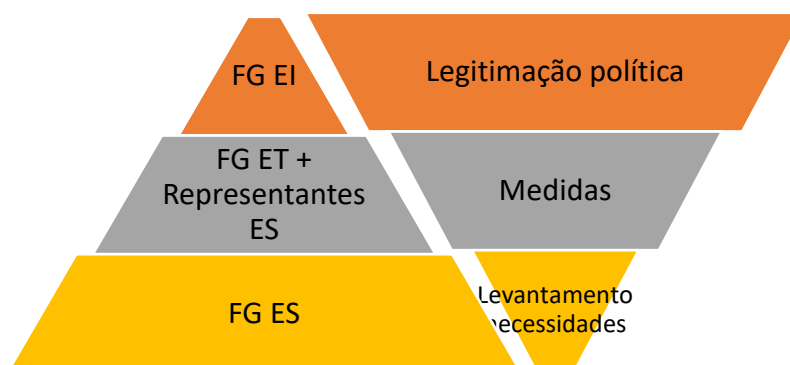 FG EI
Legitimação política
FG ET +
Representantes
ES
Medidas
FG ES
Levantamento
necessidades